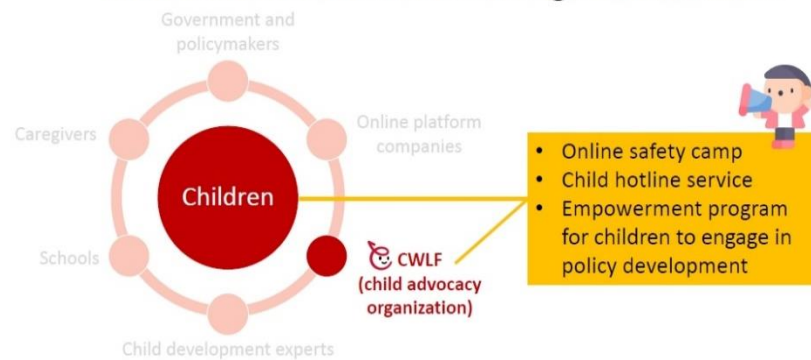 Government and
policymakers
Caregivers
Online platform
companies
Children
Schools
CWLF
(child advocacy
organization)
Child development experts
• Online safety camp
• Child hotline service
• Empowerment program
for children to engage in
policy development